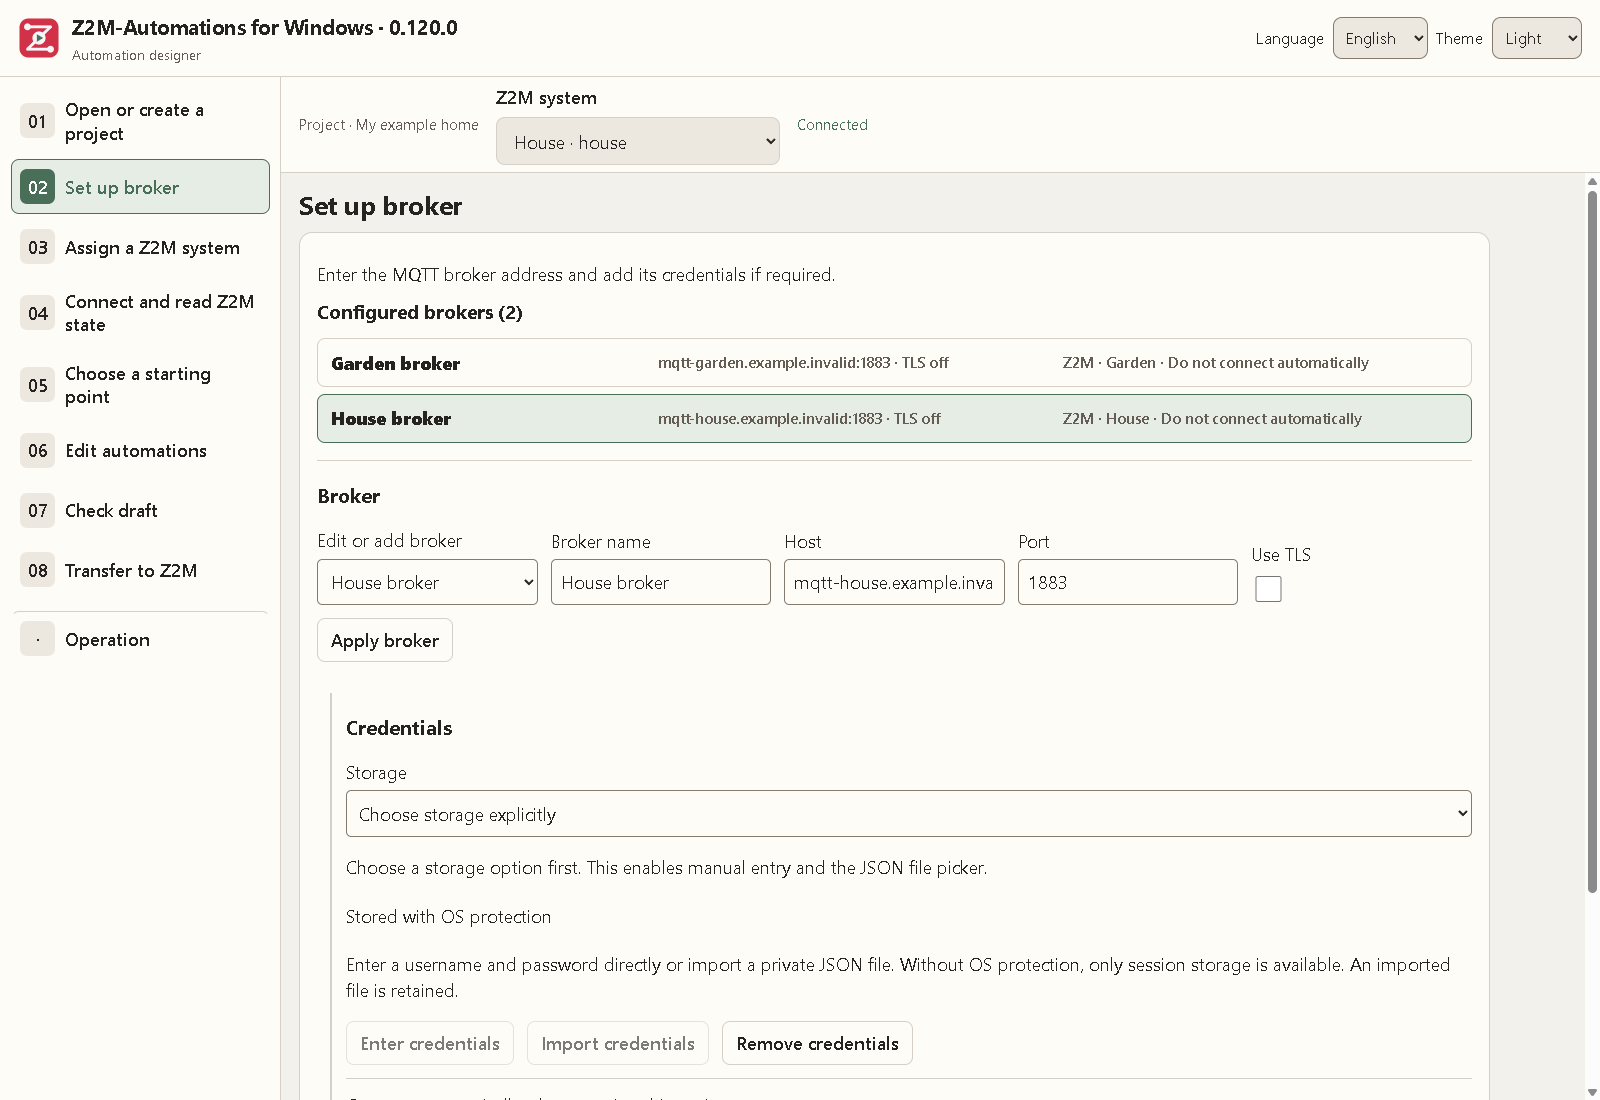 Z2M-Automations for Windows · 0.120.0
Automation designer
Language
English
Theme
Light
01
Open or create a
project
02
Set up broker
03
Assign a Z2M system
04
Connect and read Z2M
state
05
Choose a starting
point
06
Edit automations
07
Check draft
08
Transfer to Z2M
·
Operation
Project · My example home
Z2M system
House · house
Connected
Set up broker
Enter the MQTT broker address and add its credentials if required.
Configured brokers (2)
Garden broker mqtt-garden.example.invalid:1883 · TLS off Z2M · Garden · Do not connect automatically
House broker mqtt-house.example.invalid:1883 · TLS off Z2M · House · Do not connect automatically
Broker
Edit or add broker
House broker
Broker name
House broker
Host
mqtt-house.example.inva
Port
1883
Use TLS
Apply broker
Credentials
Storage
Choose storage explicitly
Choose a storage option first. This enables manual entry and the JSON file picker.
Stored with OS protection
Enter a username and password directly or import a private JSON file. Without OS protection, only session storage is available. An imported
file is retained.
Enter credentials
Import credentials
Remove credentials